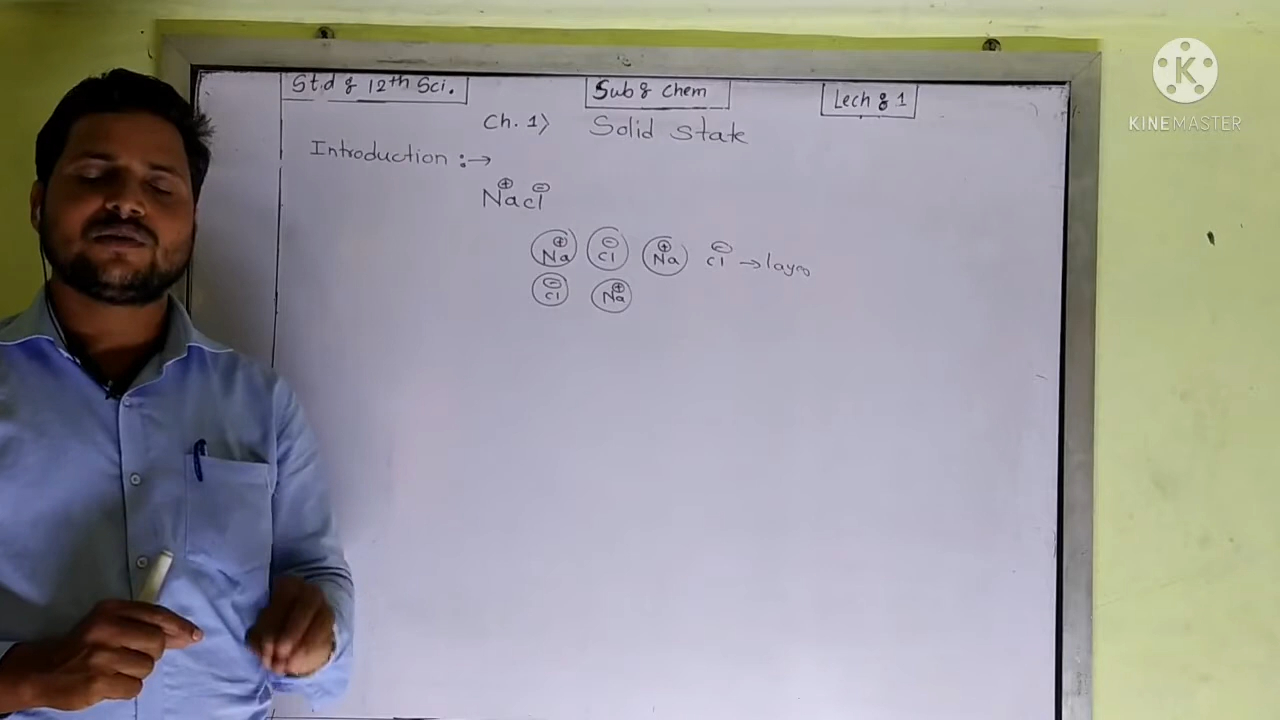 Std : 12th Sci.
Sub : Chem
Lech : 1
Ch. 1) Solid State
Introduction :→
Na⊕cl⊖
Na⊕ Cl⊖ Na⊕ Cl⊖ → layer
Cl⊖ Na⊕
K
KINEMASTER